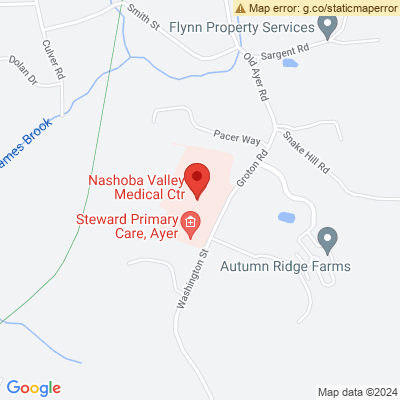 Map error: g.co/staticmaperror
Smith St
Flynn Property Services
Sargent Rd
Culver Rd
Dolan Dr
Old Ayer Rd
Pacer Way
Snake Hill Rd
ames Brook
Groton Rd
Nashoba Valley
Medical Ctr
Steward Primary
Care, Ayer
Autumn Ridge Farms
Washington St
Google
Map data ©2024